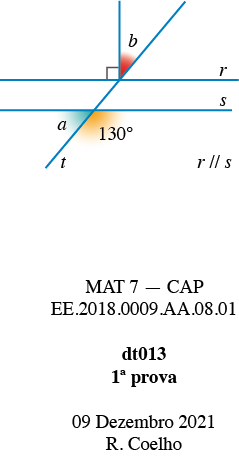 b
r
s
a
130°
t
r // s
MAT 7 — CAP
EE.2018.0009.AA.08.01
dt013
1ª prova
09 Dezembro 2021
R. Coelho